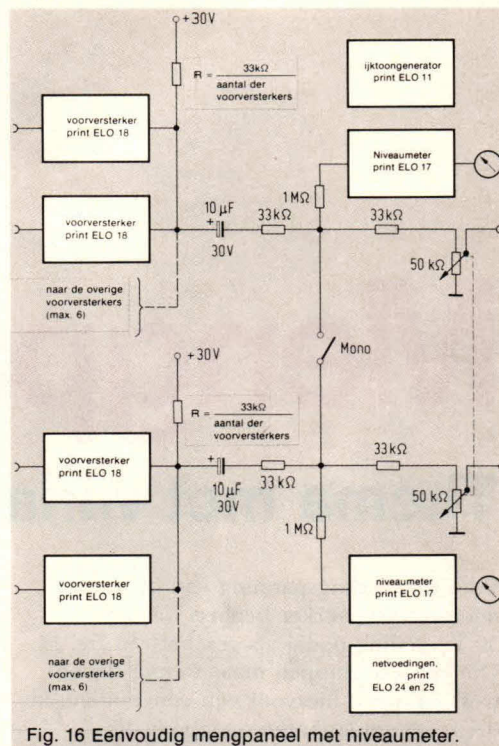 +30V
R = 33kΩ
aantal der
voorversterkers
voorversterker
print ELO 18
voorversterker
print ELO 18
naar de overige
voorversterkers
(max. 6)
10 µF
+
30V
33kΩ
1MΩ
33kΩ
50 kΩ
ijktoongenerator
print ELO 11
Niveaumeter
print ELO 17
Mono
+30V
R = 33kΩ
aantal der
voorversterkers
voorversterker
print ELO 18
voorversterker
print ELO 18
naar de overige
voorversterkers
(max. 6)
+
10 µF
30V
33 kΩ
1MΩ
33kΩ
50 kΩ
niveaumeter
print ELO 17
netvoedingen,
print
ELO 24 en 25
Fig. 16 Eenvoudig mengpaneel met niveaumeter.